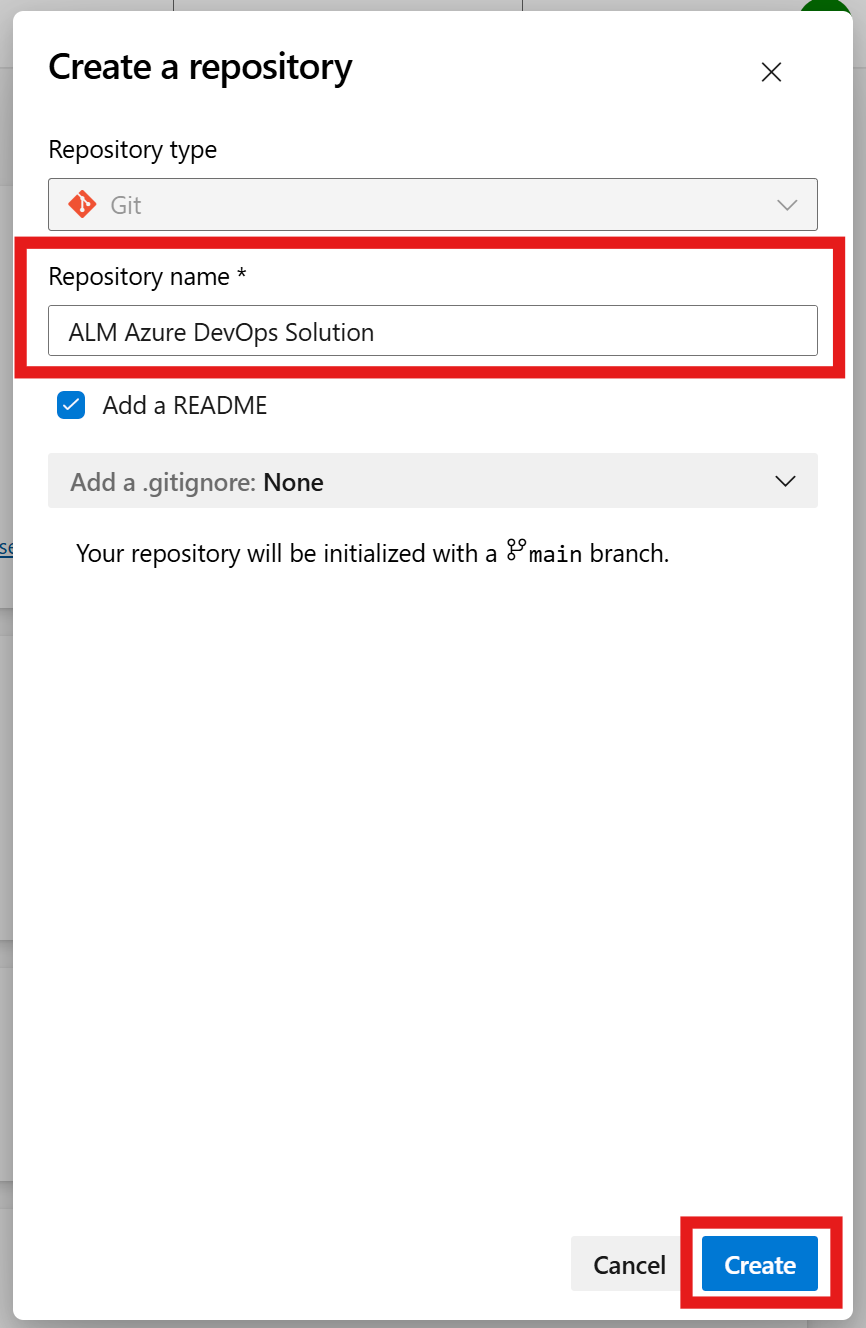 Create a repository
Repository type
Git
Repository name *
ALM Azure DevOps Solution
Add a README
Add a .gitignore: None
se
Your repository will be initialized with a main branch.
Cancel
Create